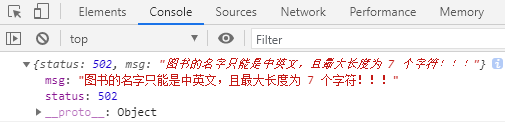 Elements Console Sources Network Performance Memory
top Filter
{status: 502, msg: "图书的名字只能是中英文，且最大长度为 7 个字符！！！"}
msg: "图书的名字只能是中英文，且最大长度为 7 个字符！！！"
status: 502
__proto__: Object